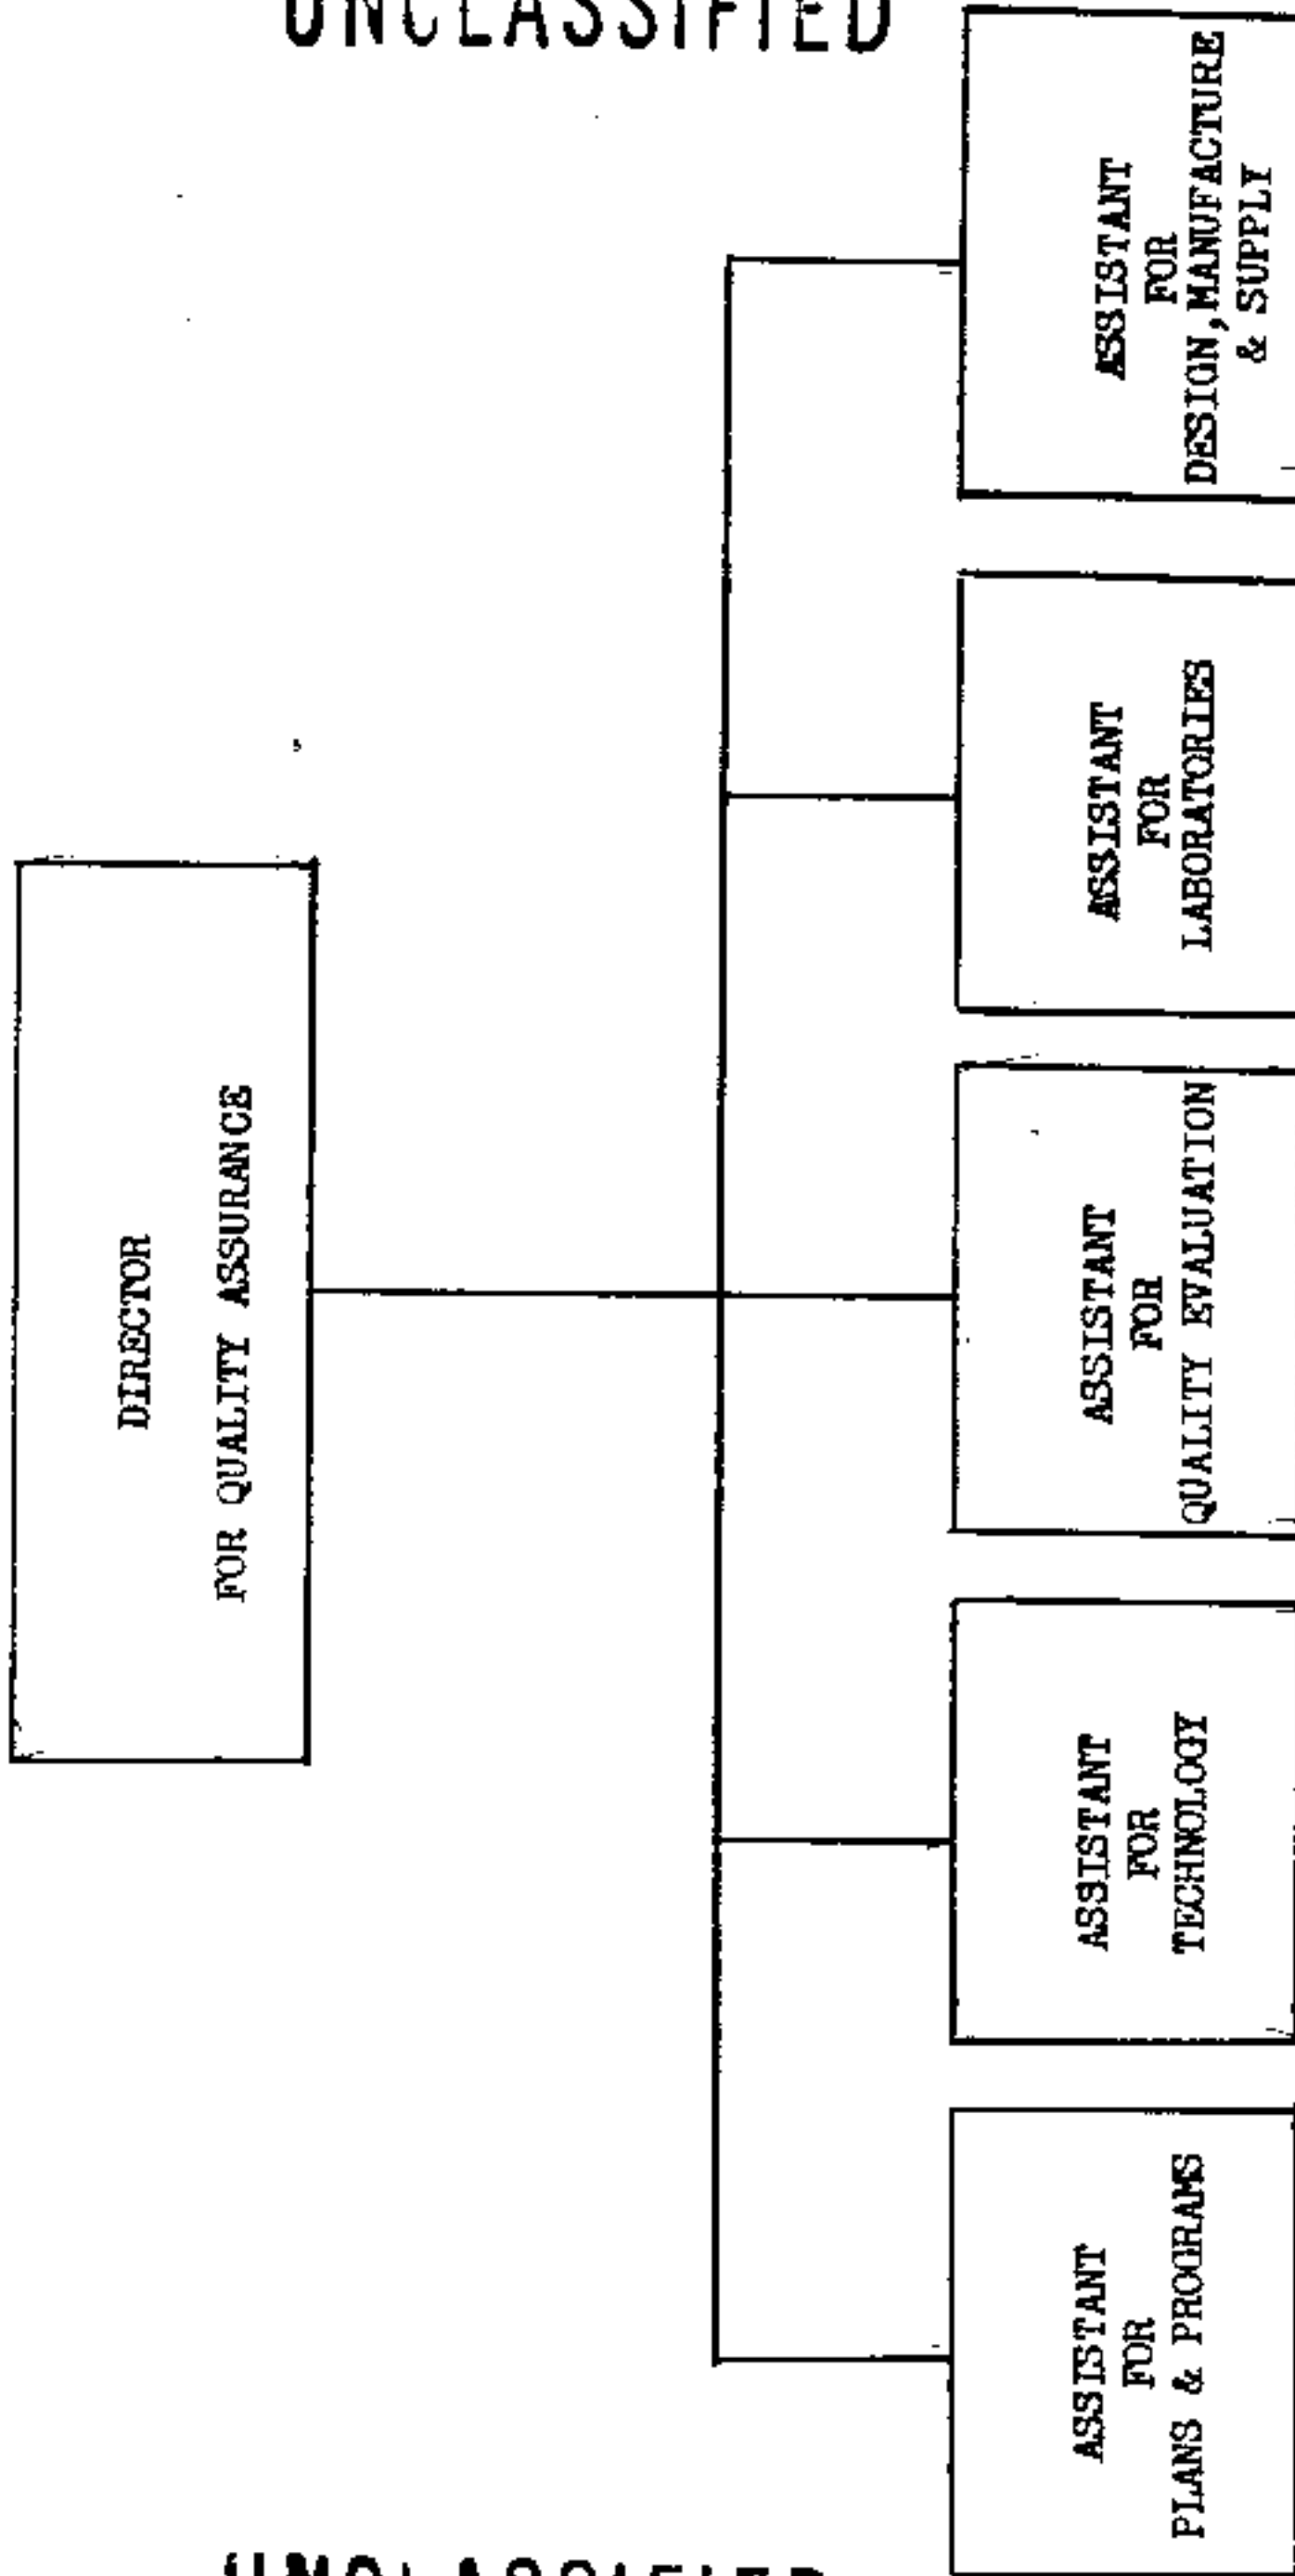 UNCLASSIFIED
DIRECTOR
FOR QUALITY ASSURANCE
ASSISTANT
FOR
PLANS & PROGRAMS
ASSISTANT
FOR
TECHNOLOGY
ASSISTANT
FOR
QUALITY EVALUATION
ASSISTANT
FOR
LABORATORIES
ASSISTANT
FOR
DESIGN,MANUFACTURE
& SUPPLY
UNCLASSIFIED